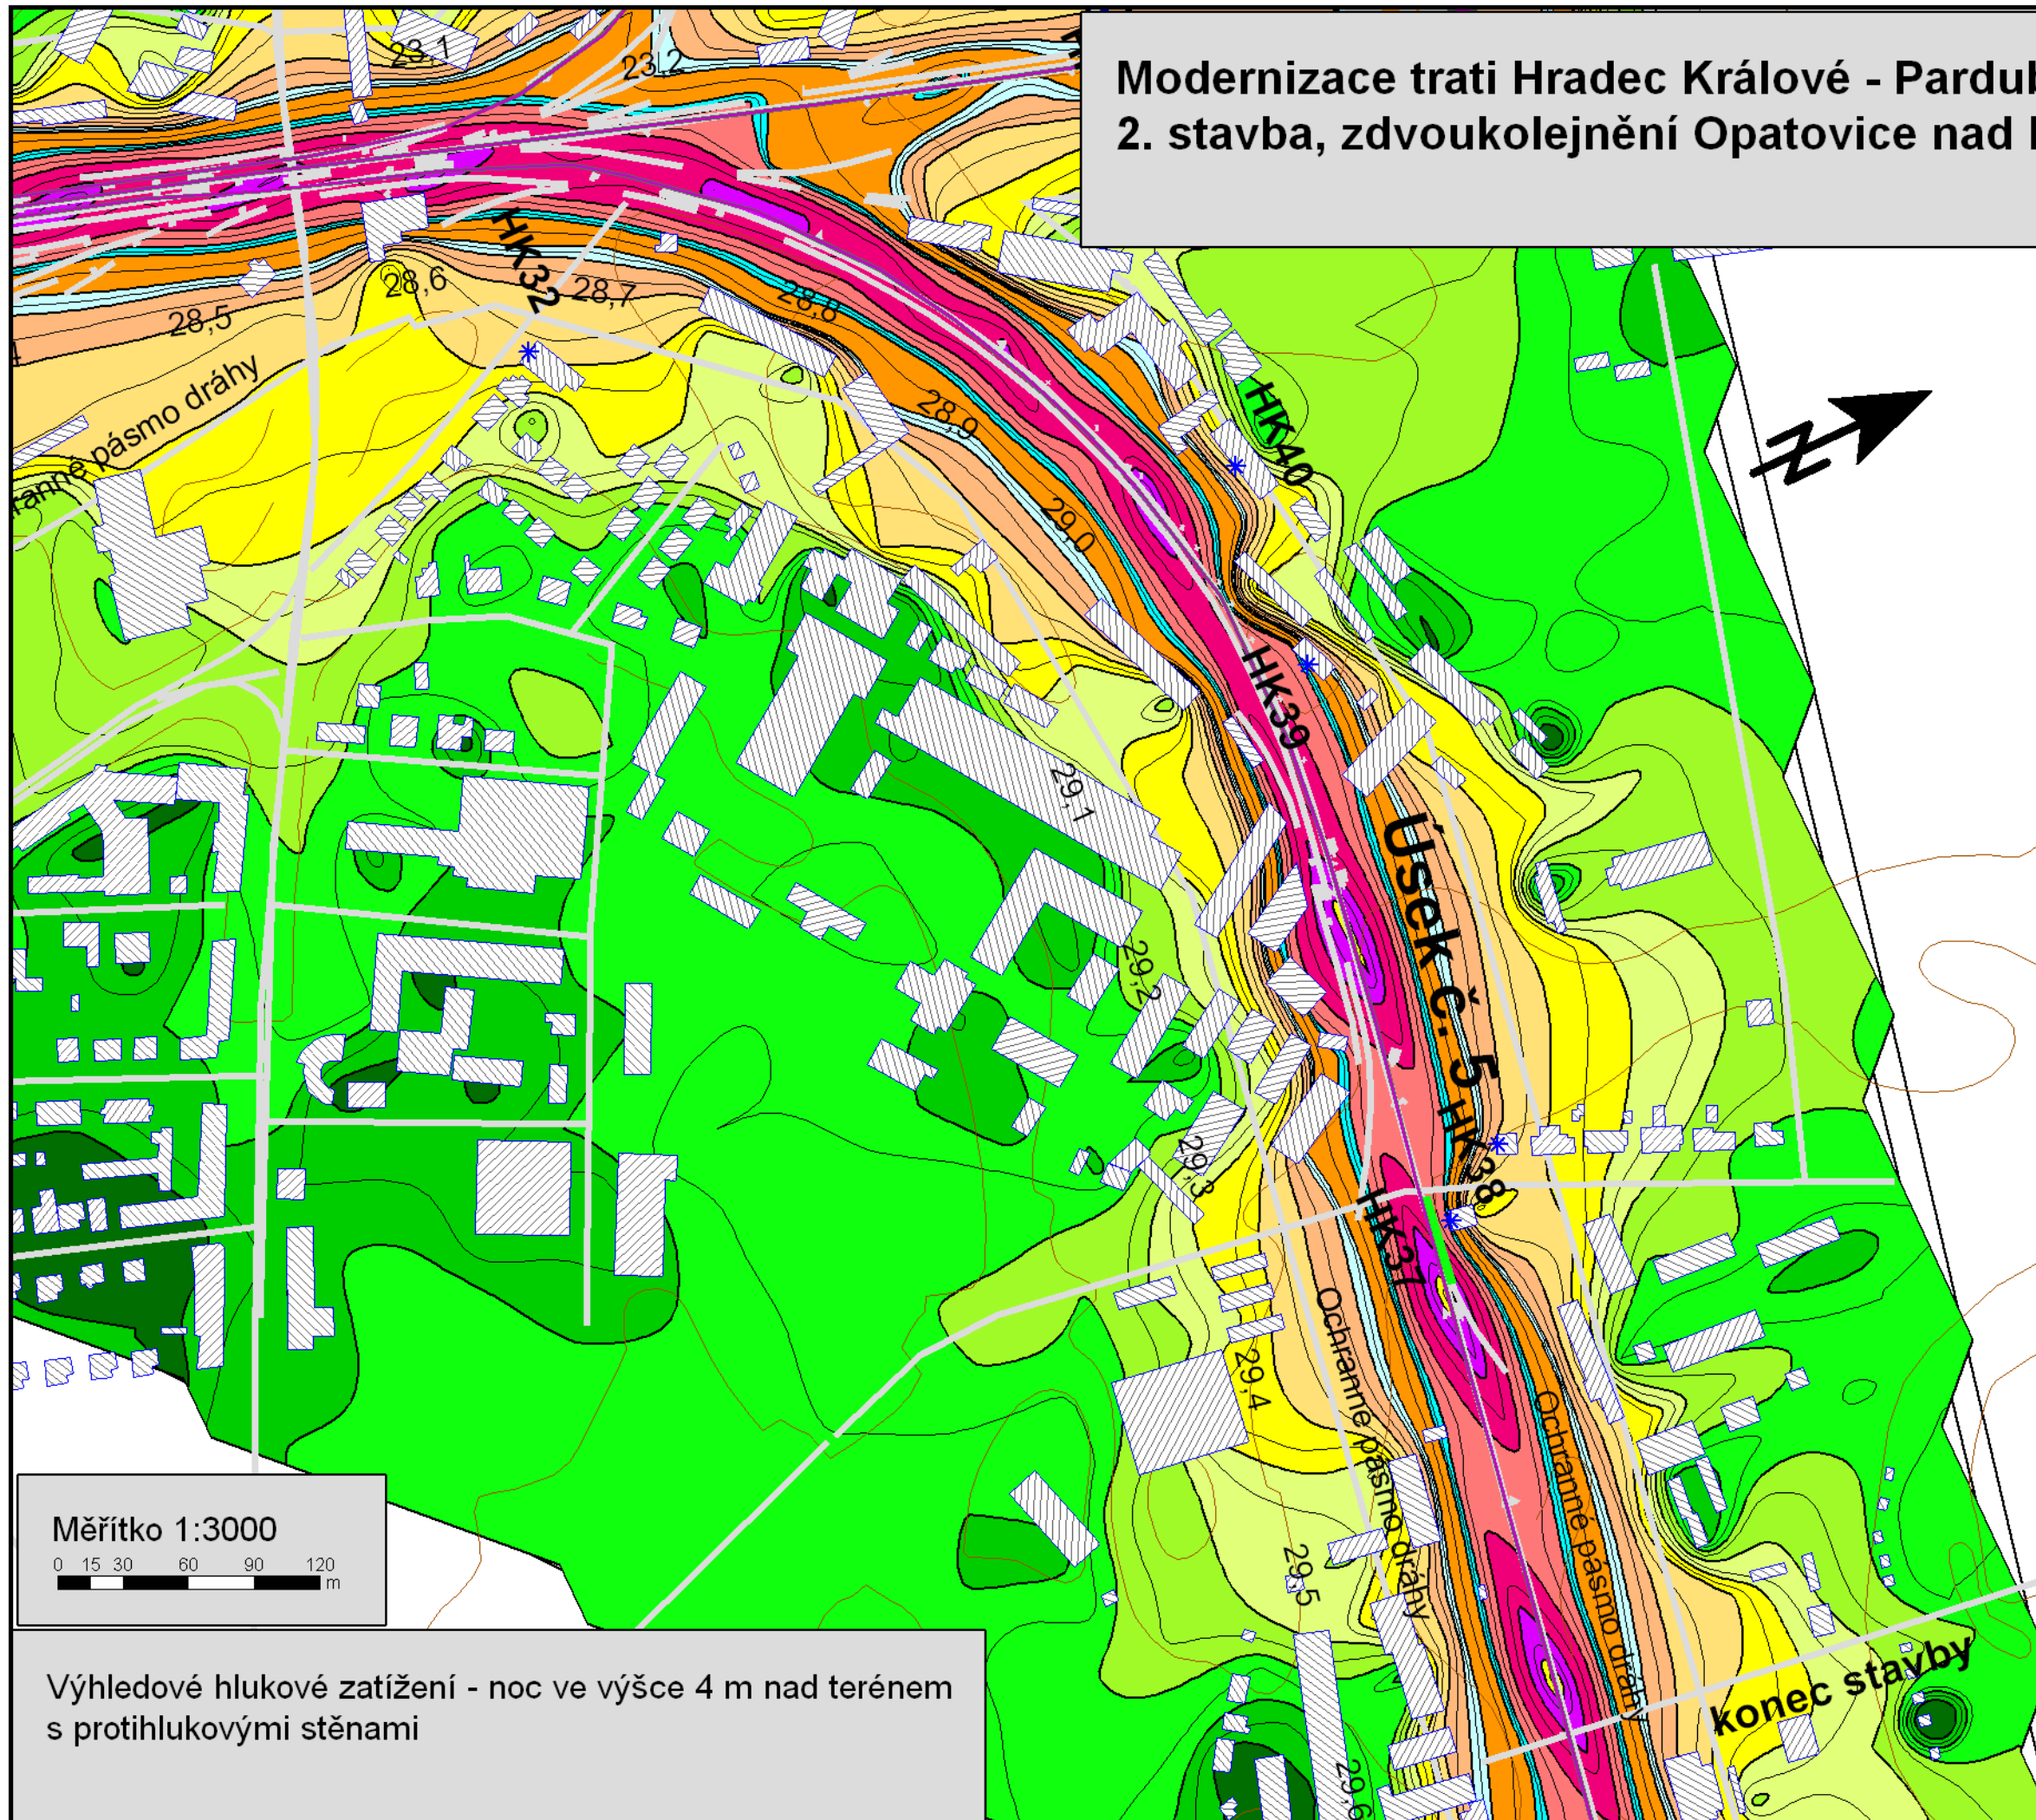 Modernizace trati Hradec Králové - Pardub
2. stavba, zdvoukolejnění Opatovice nad
23,1
23,2
HK32
28,5
28,6
28,7
28,8
28,9
29,0
ranné pásmo dráhy
HK40
HK39
29,1
Úsek č. 5
29,2
HK38
29,3
HK37
29,4
Ochranné pásmo dráhy
Ochranné pásmo dráhy
29,5
29,6
konec stavby
Měřítko 1:3000
0 15 30 60 90 120
m
Výhledové hlukové zatížení - noc ve výšce 4 m nad terénem
s protihlukovými stěnami